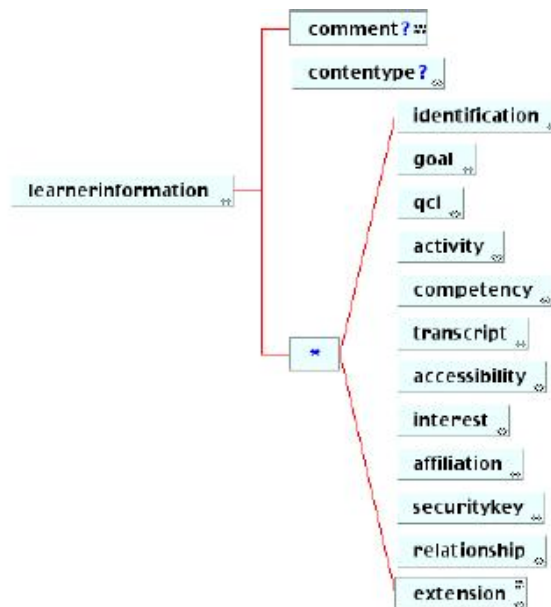 comment?
contentype?
identification
goal
qcl
activity
learnerinformation
competency
transcript
*
accessibility
interest
affiliation
securitykey
relationship
extension